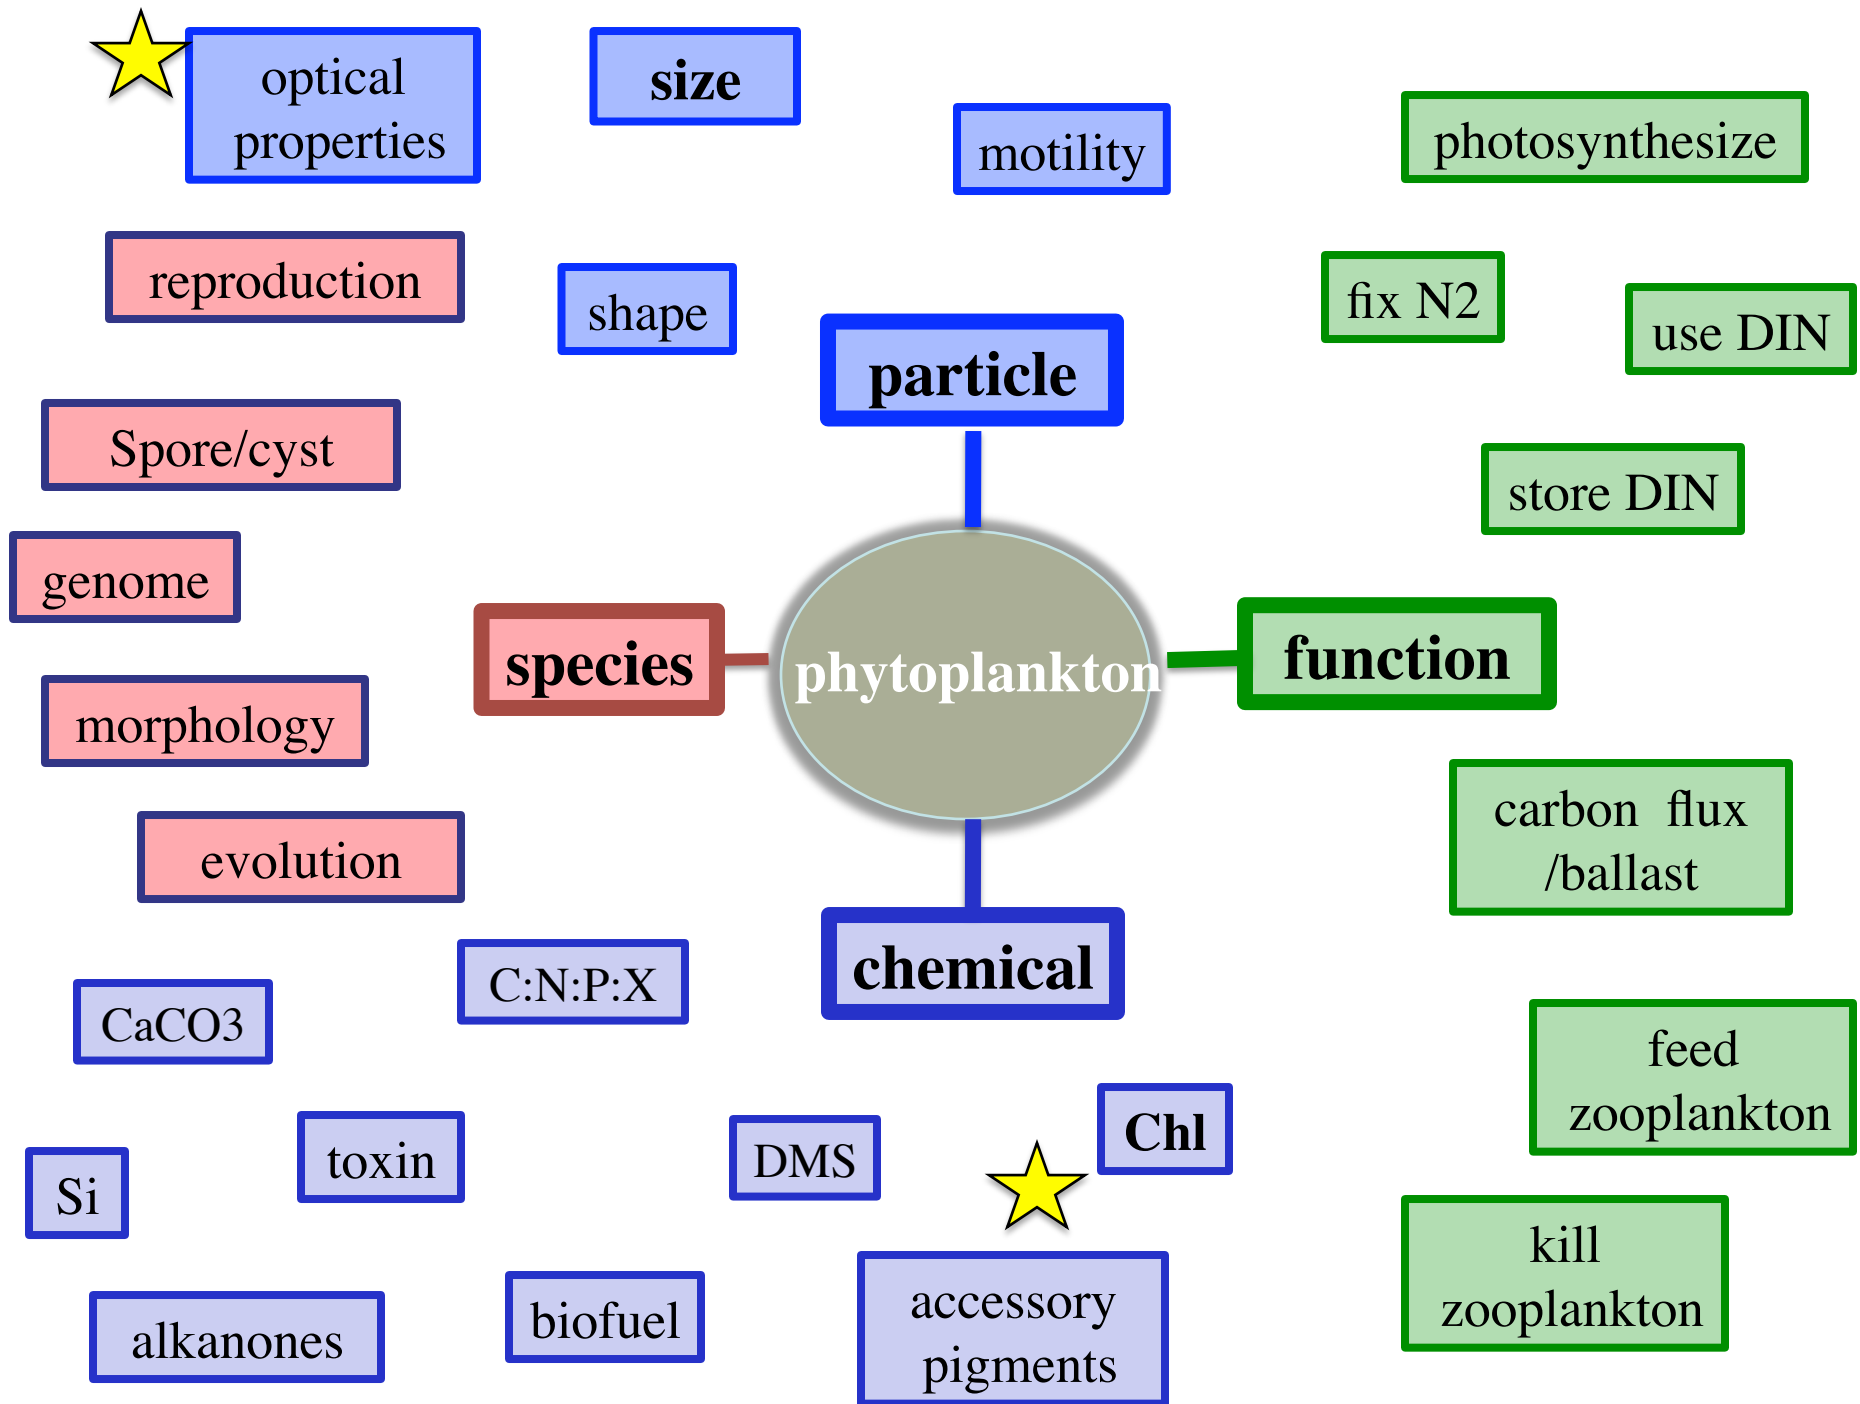 optical
properties
size
motility
photosynthesize
reproduction
shape
fix N2
use DIN
particle
Spore/cyst
store DIN
genome
species
phytoplankton
function
morphology
carbon flux
/ballast
evolution
chemical
C:N:P:X
CaCO3
feed
zooplankton
Chl
toxin
DMS
Si
kill
zooplankton
accessory
pigments
biofuel
alkanones